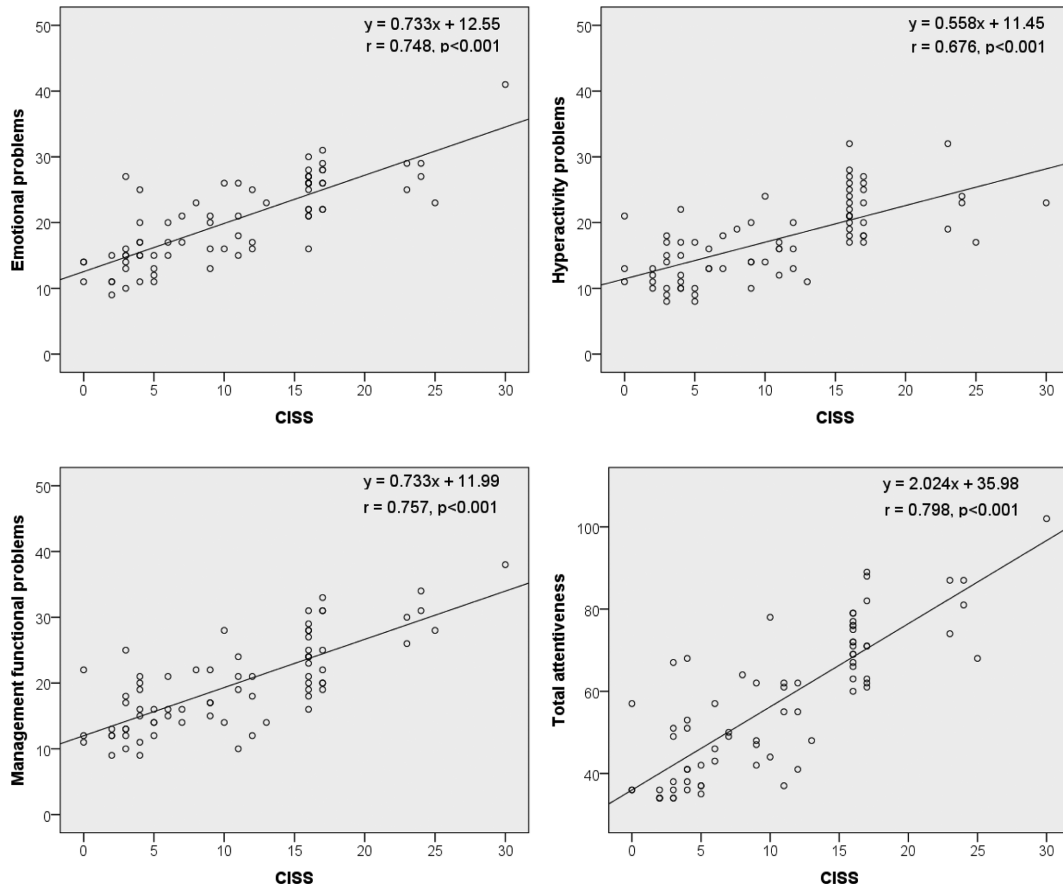 y = 0.733x + 12.55
r = 0.748, p<0.001
Emotional problems
50
40
30
20
10
0
0 5 10 15 20 25 30
CISS
y = 0.558x + 11.45
r = 0.676, p<0.001
Hyperactivity problems
50
40
30
20
10
0
0 5 10 15 20 25 30
CISS
y = 0.733x + 11.99
r = 0.757, p<0.001
Management functional problems
50
40
30
20
10
0
0 5 10 15 20 25 30
CISS
y = 2.024x + 35.98
r = 0.798, p<0.001
Total attentiveness
100
80
60
40
0 5 10 15 20 25 30
CISS